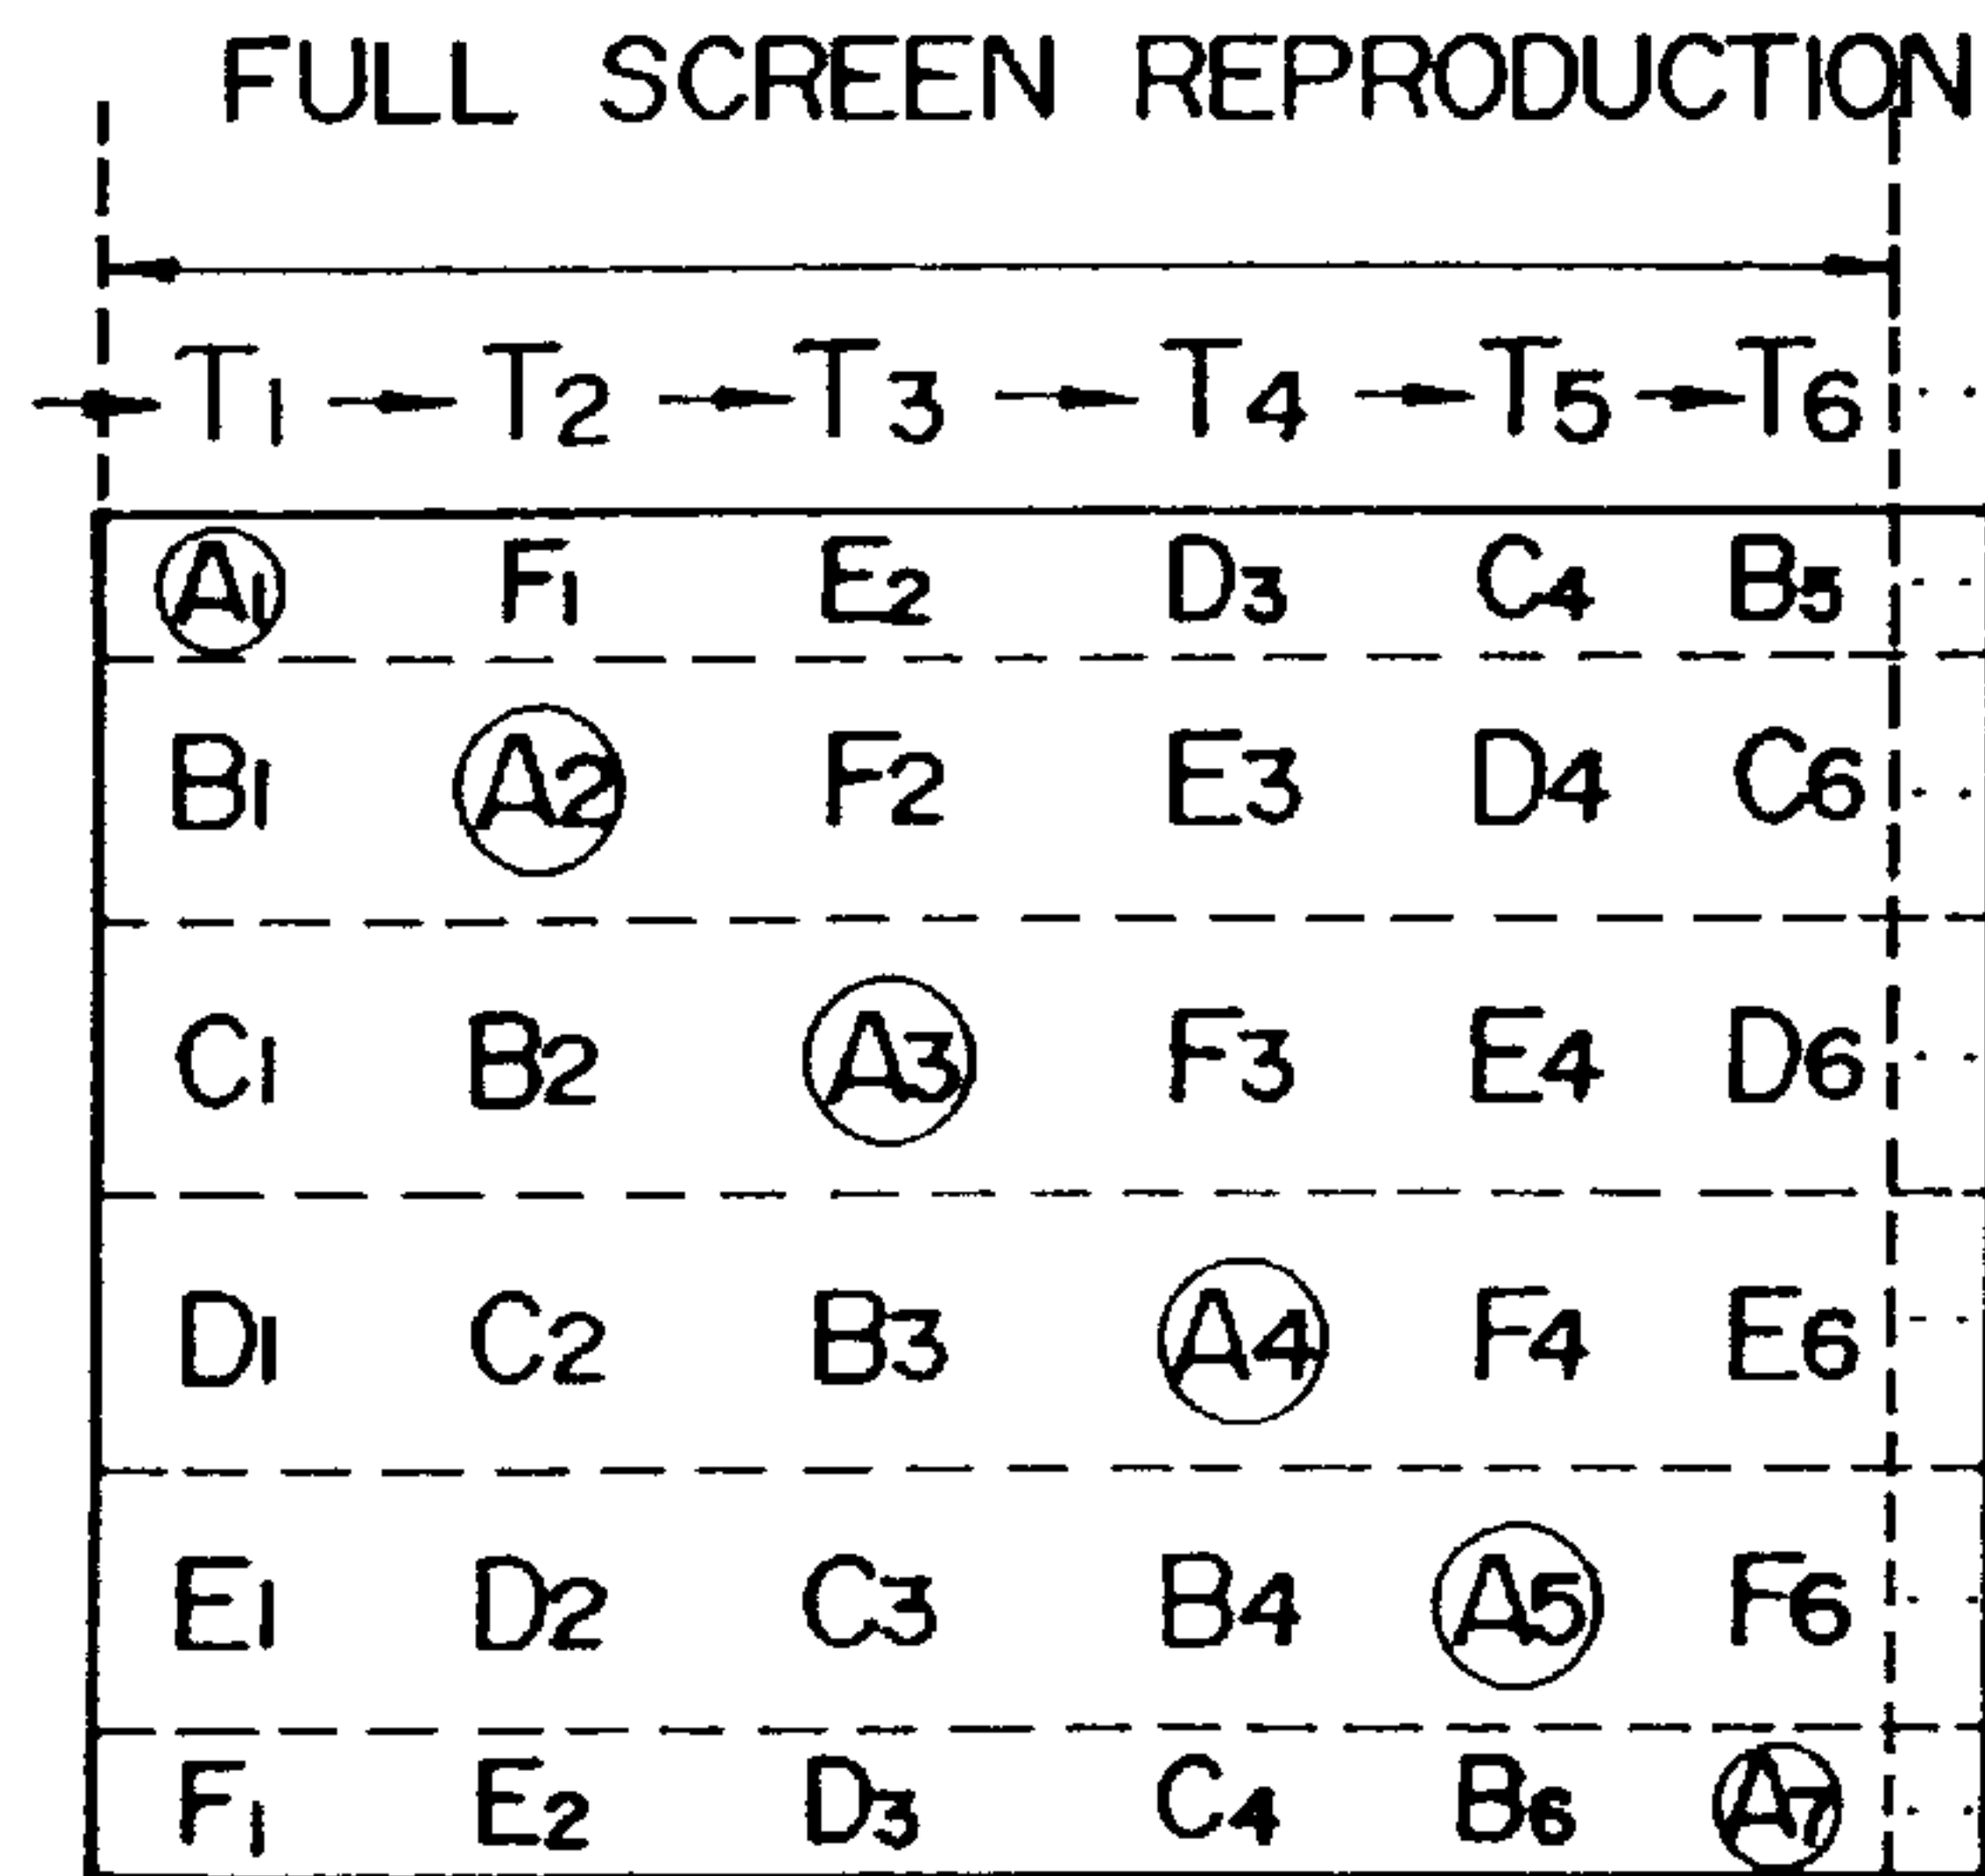 FULL SCREEN REPRODUCTION
T1 T2 T3 T4 T5 T6 ..
A1 F1 E2 D3 C4 B5 ..
B1 A2 F2 E3 D4 C6 ..
C1 B2 A3 F3 E4 D6 ..
D1 C2 B3 A4 F4 E6 ..
E1 D2 C3 B4 A5 F6 ..
F1 E2 D3 C4 B6 A7 ..